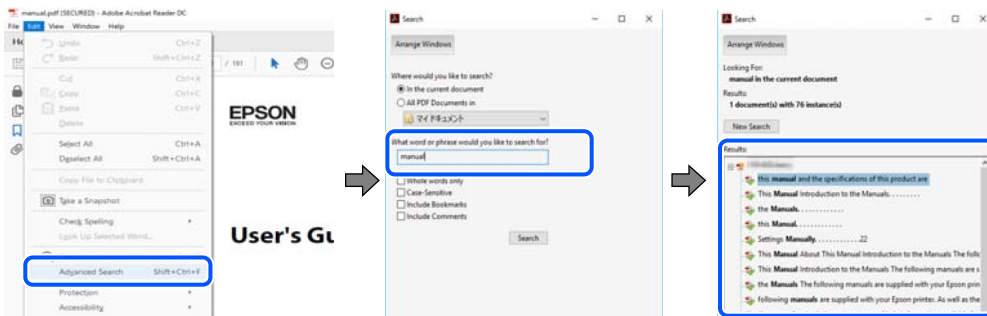 manual.pdf (SECURED) - Adobe Acrobat Reader DC
File Edit View Window Help
Undo Ctrl+Z
Redo Shift+Ctrl+Z
Cut Ctrl+X
Copy Ctrl+C
Paste Ctrl+V
Delete
Select All Ctrl+A
Deselect All Shift+Ctrl+A
Copy File to Clipboard
Take a Snapshot
Check Spelling
Look Up Selected Word...
Advanced Search Shift+Ctrl+F
Protection
Accessibility
/ 181
EPSON
EXCEED YOUR VISION
User's Gu
Search
Arrange Windows
Where would you like to search?
In the current document
All PDF Documents in
マイ ドキュメント
What word or phrase would you like to search for?
manual
Whole words only
Case-Sensitive
Include Bookmarks
Include Comments
Search
Search
Arrange Windows
Looking For:
manual in the current document
Results:
1 document(s) with 76 instance(s)
New Search
Results:
this manual and the specifications of this product are
This Manual Introduction to the Manuals. . . . . . . . .
the Manuals. . . . . . . . . . . . .
this Manual. . . . . . . . . . . . .
Settings Manually. . . . . . . . . . . . .22
This Manual About This Manual Introduction to the Manuals The follo
This Manual Introduction to the Manuals The following manuals are s
the Manuals The following manuals are supplied with your Epson prin
following manuals are supplied with your Epson printer. As well as the